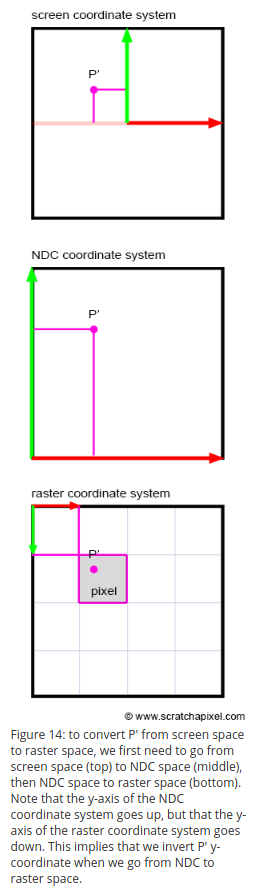 screen coordinate system
P'
NDC coordinate system
P'
raster coordinate system
P'
pixel
© www.scratchapixel.com
Figure 14: to convert P' from screen space
to raster space, we first need to go from
screen space (top) to NDC space (middle),
then NDC space to raster space (bottom).
Note that the y-axis of the NDC
coordinate system goes up, but that the y-
axis of the raster coordinate system goes
down. This implies that we invert P' y-
coordinate when we go from NDC to
raster space.